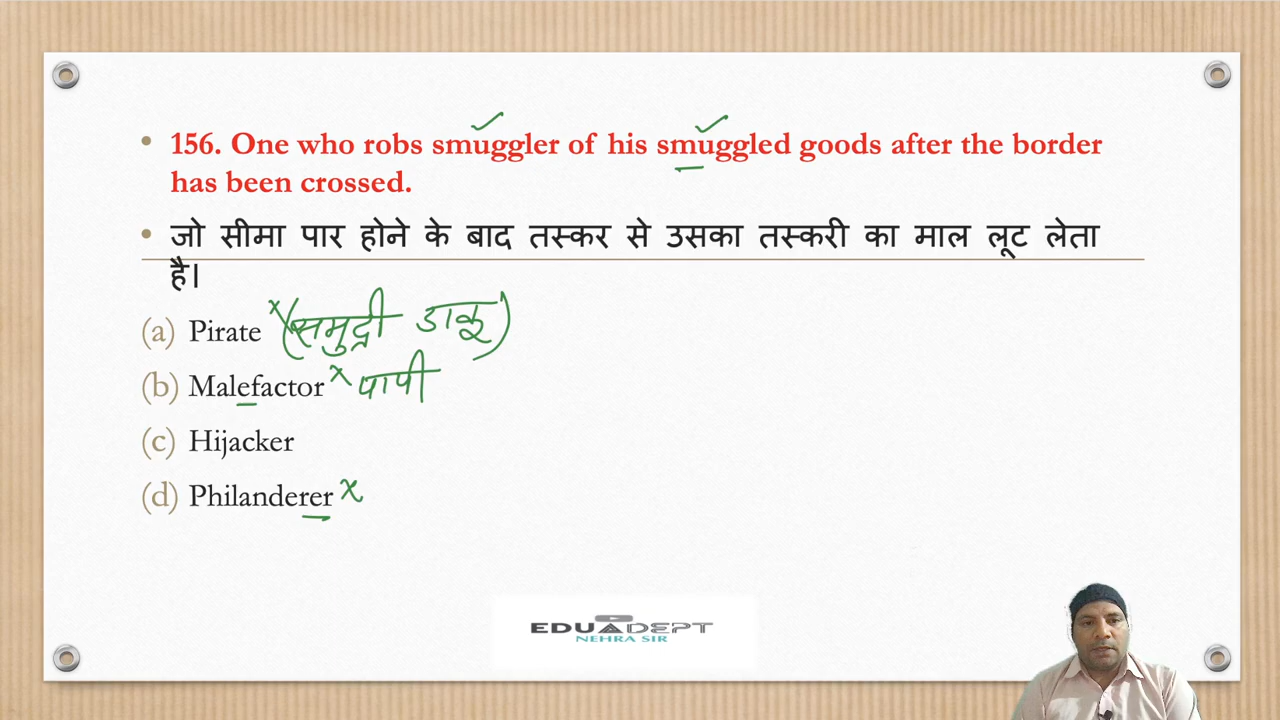 • 156. One who robs smuggler of his smuggled goods after the border
has been crossed.
• जो सीमा पार होने के बाद तस्कर से उसका तस्करी का माल लूट लेता
है।
(a) Pirate x (समुद्री डाकू)
(b) Malefactor x पापी
(c) Hijacker
(d) Philanderer x
EDUADEPT
NEHRA SIR